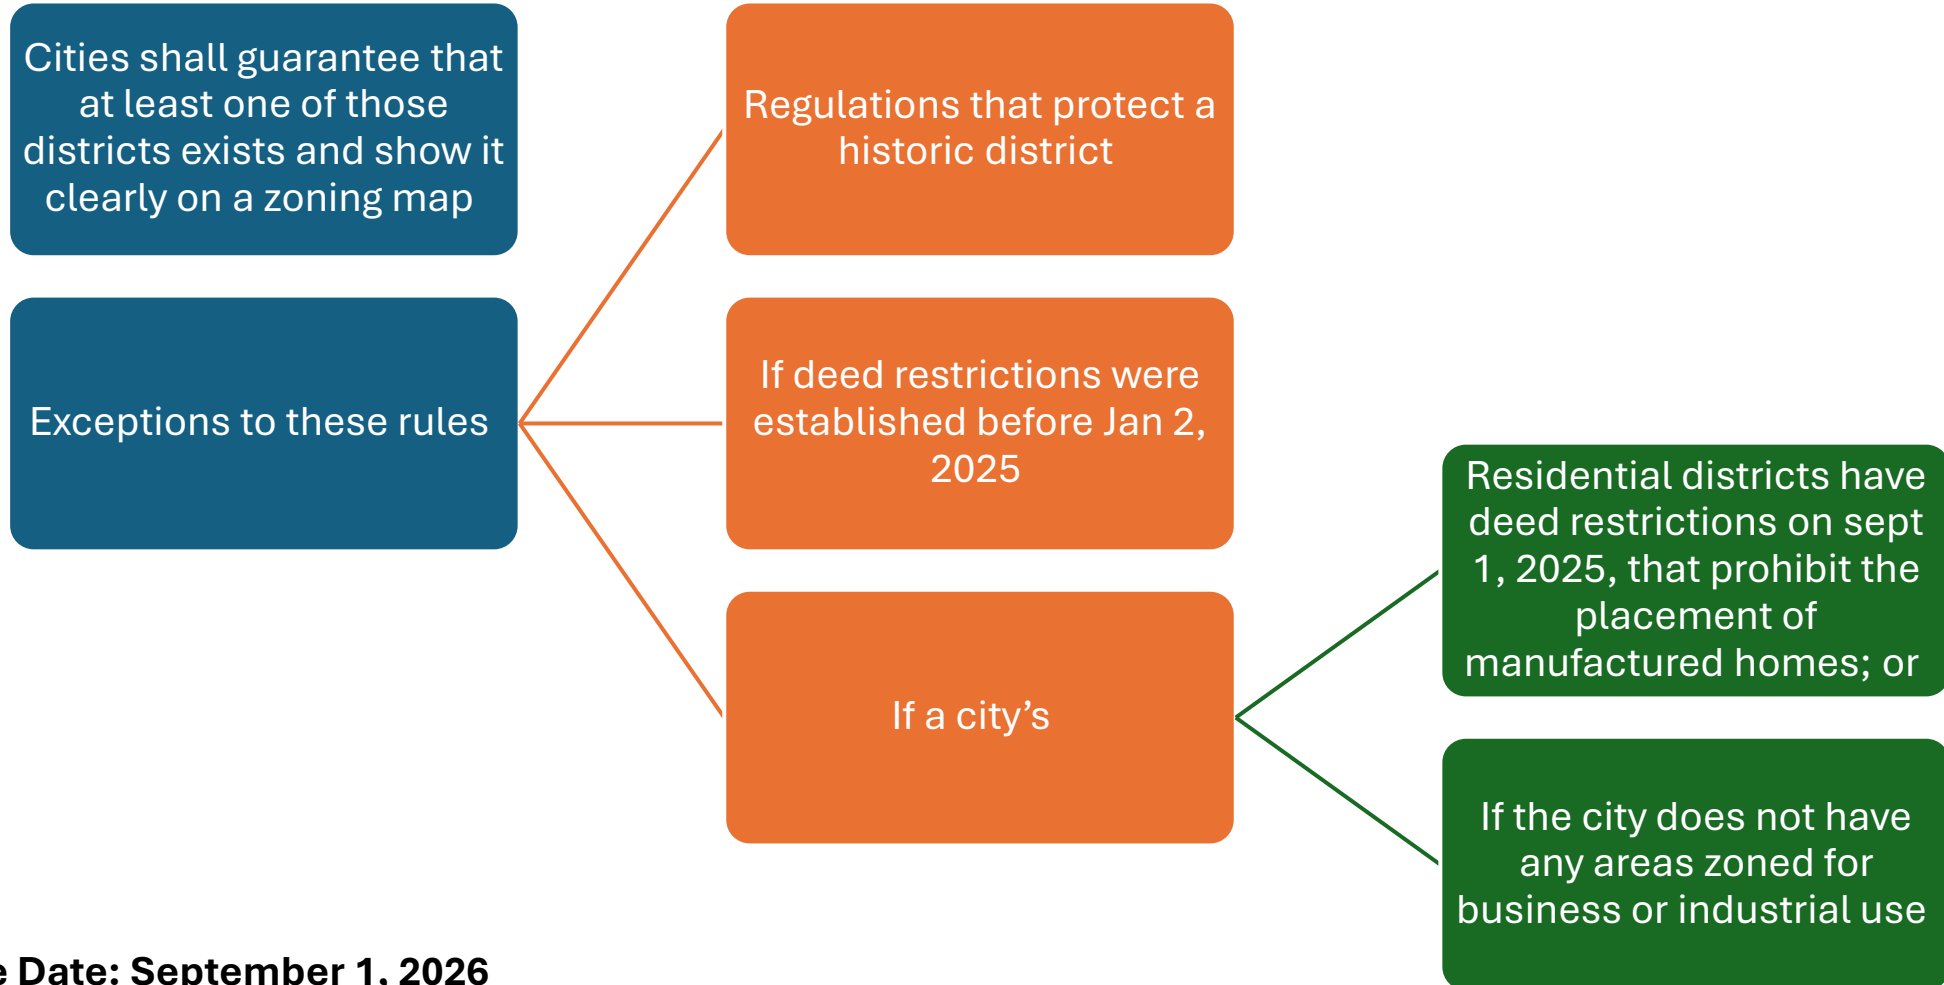 Cities shall guarantee that
at least one of those
districts exists and show it
clearly on a zoning map
Regulations that protect a
historic district
Exceptions to these rules
If deed restrictions were
established before Jan 2,
2025
If a city’s
Residential districts have
deed restrictions on sept
1, 2025, that prohibit the
placement of
manufactured homes; or
If the city does not have
any areas zoned for
business or industrial use
Date: September 1, 2026